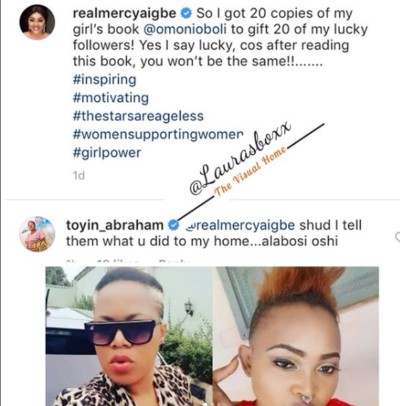 realmercyaigbe So I got 20 copies of my
girl's book @omonioboli to gift 20 of my lucky
followers! Yes I say lucky, cos after reading
this book, you won't be the same!!.......
#inspiring
#motivating
#thestarsareageless
#womensupportingwomen
#girlpower
1d
@Laurasboxx
The Visual Home
toyin_abraham @realmercyaigbe shud I tell
them what u did to my home...alabosi oshi